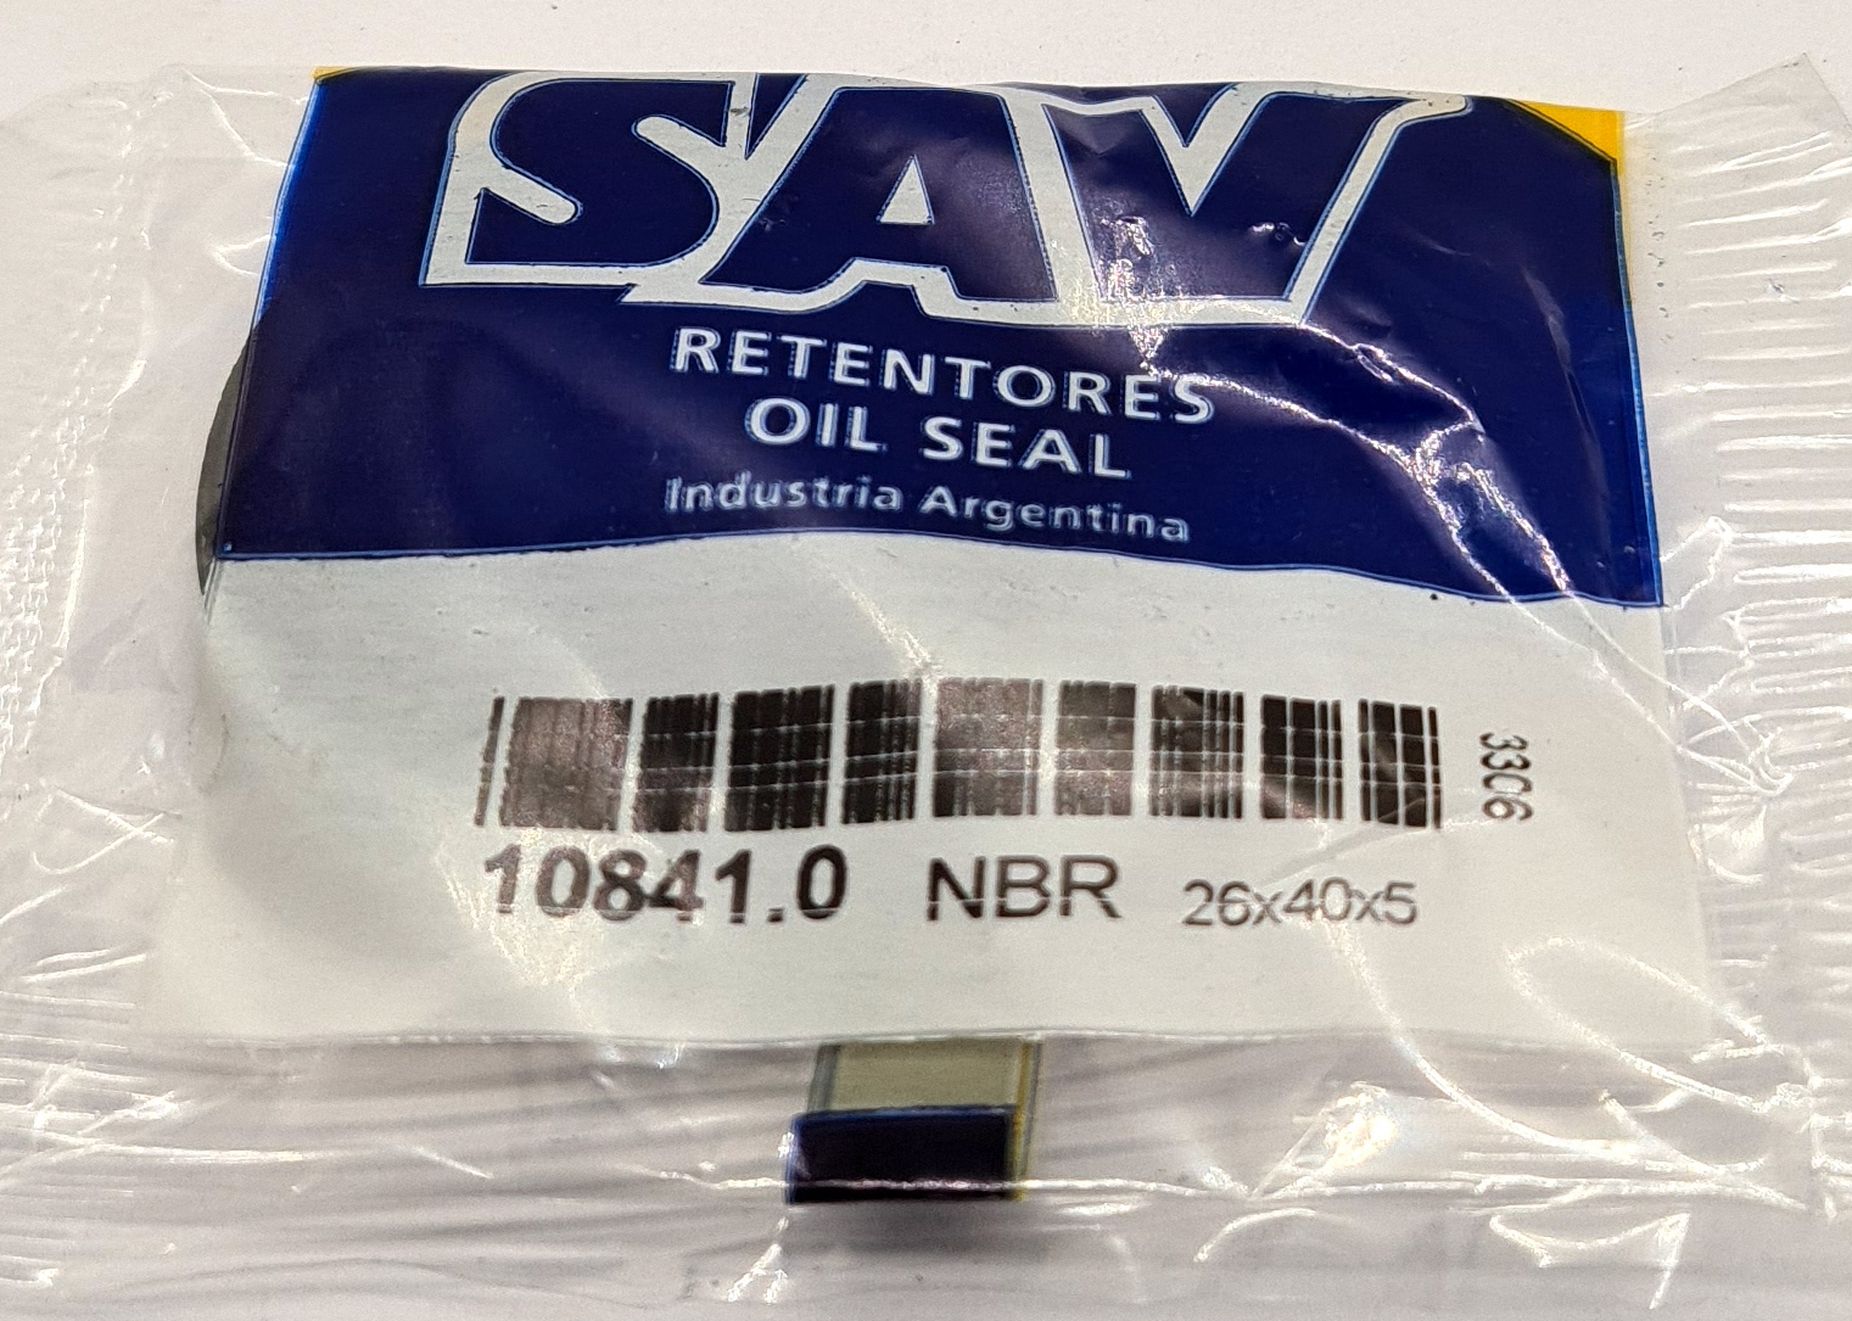 SAV
RETENTORES
OIL SEAL
Industria Argentina
3306
10841.0 NBR 26x40x5